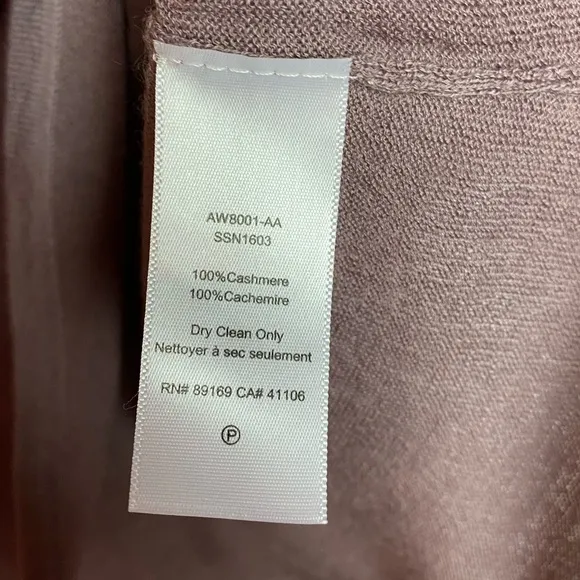 AW8001-AA
SSN1603
100%Cashmere
100%Cachemire
Dry Clean Only
Nettoyer à sec seulement
RN# 89169 CA# 41106
Ⓟ